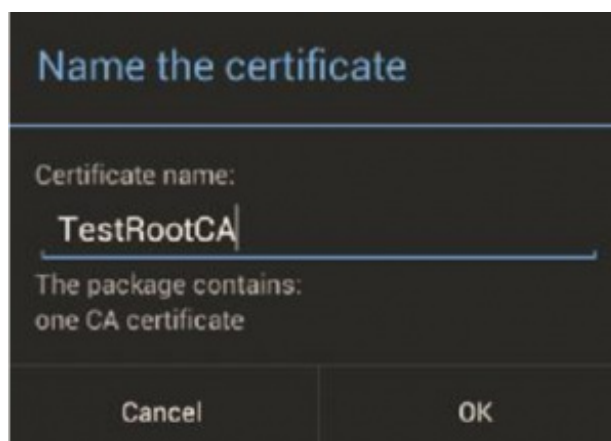 Name the certificate
Certificate name:
TestRootCA
The package contains:
one CA certificate
Cancel
OK